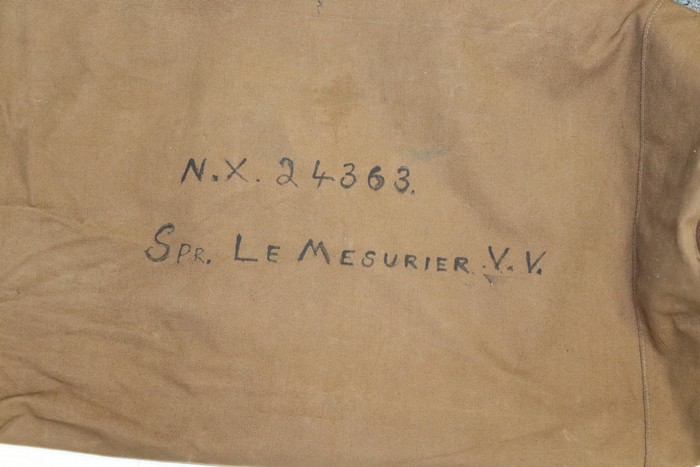 N.X. 24363.
Spr. Le Mesurier. V. V.